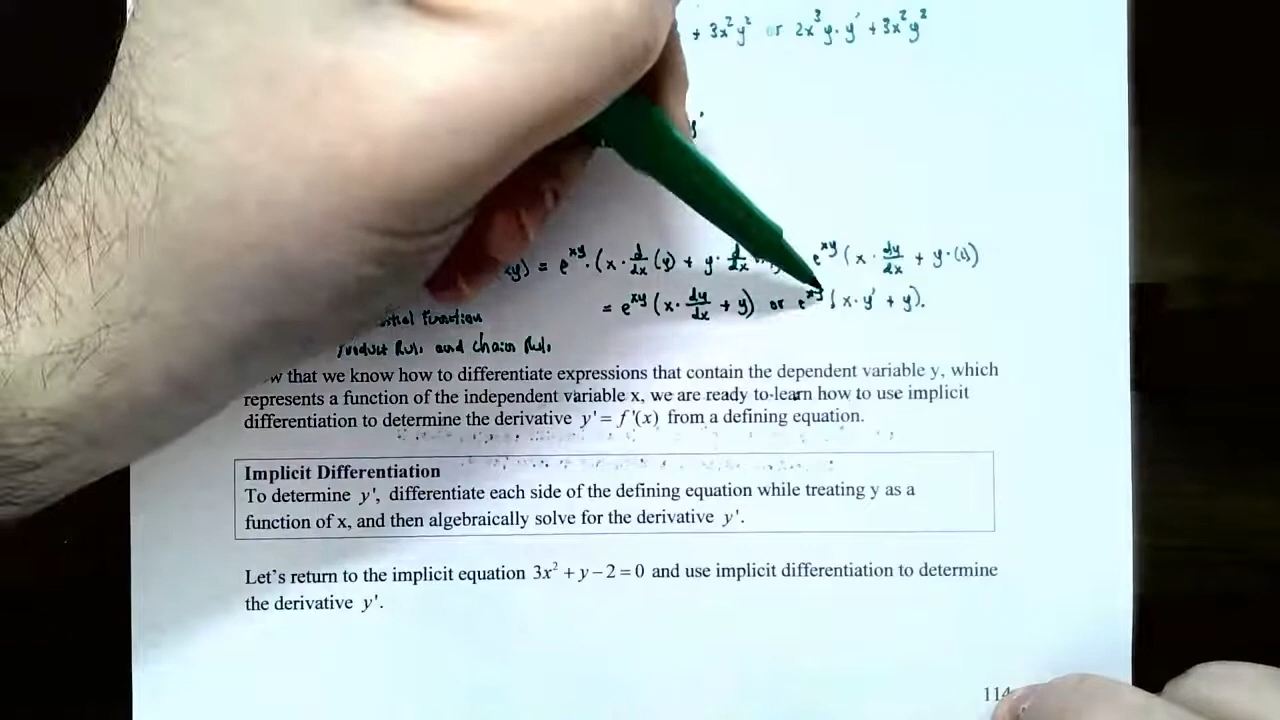 + 3x²y² or 2x³y·y' + 3x²y²
y) = e^xy·(x·d/dx(y) + y·d/dx e^xy(x·dy/dx + y·(1))
= e^xy(x·dy/dx + y) or e^xy(x·y' + y).
function
Product Rule and Chain Rule
that we know how to differentiate expressions that contain the dependent variable y, which
represents a function of the independent variable x, we are ready to learn how to use implicit
differentiation to determine the derivative y' = f'(x) from a defining equation.
Implicit Differentiation
To determine y', differentiate each side of the defining equation while treating y as a
function of x, and then algebraically solve for the derivative y'.
Let's return to the implicit equation 3x² + y − 2 = 0 and use implicit differentiation to determine
the derivative y'.
114